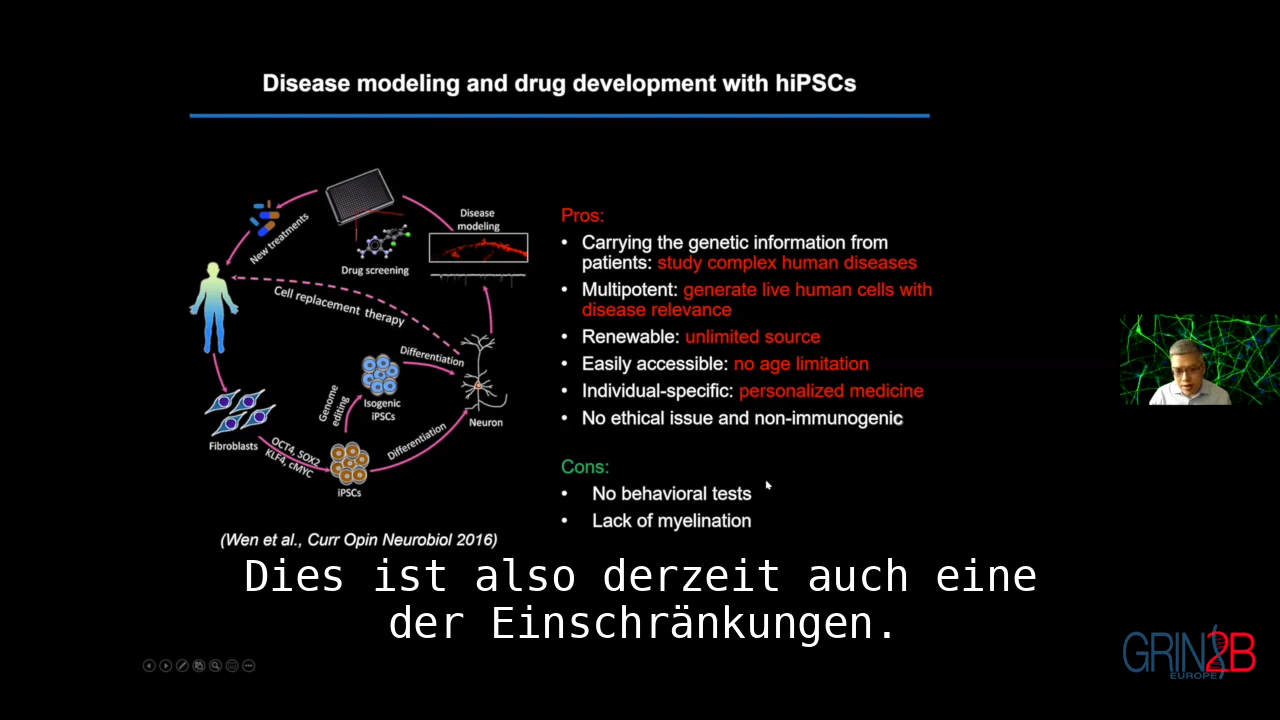 Disease modeling and drug development with hiPSCs
New treatments
Drug screening
Disease
modeling
Cell replacement therapy
Differentiation
Genome
editing
Isogenic
iPSCs
Neuron
Fibroblasts
OCT4, SOX2
KLF4, cMYC
Differentiation
iPSCs
(Wen et al., Curr Opin Neurobiol 2016)
Pros:
• Carrying the genetic information from
patients: study complex human diseases
• Multipotent: generate live human cells with
disease relevance
• Renewable: unlimited source
• Easily accessible: no age limitation
• Individual-specific: personalized medicine
• No ethical issue and non-immunogenic
Cons:
• No behavioral tests
• Lack of myelination
Dies ist also derzeit auch eine
der Einschränkungen.
GRIN2B
EUROPE